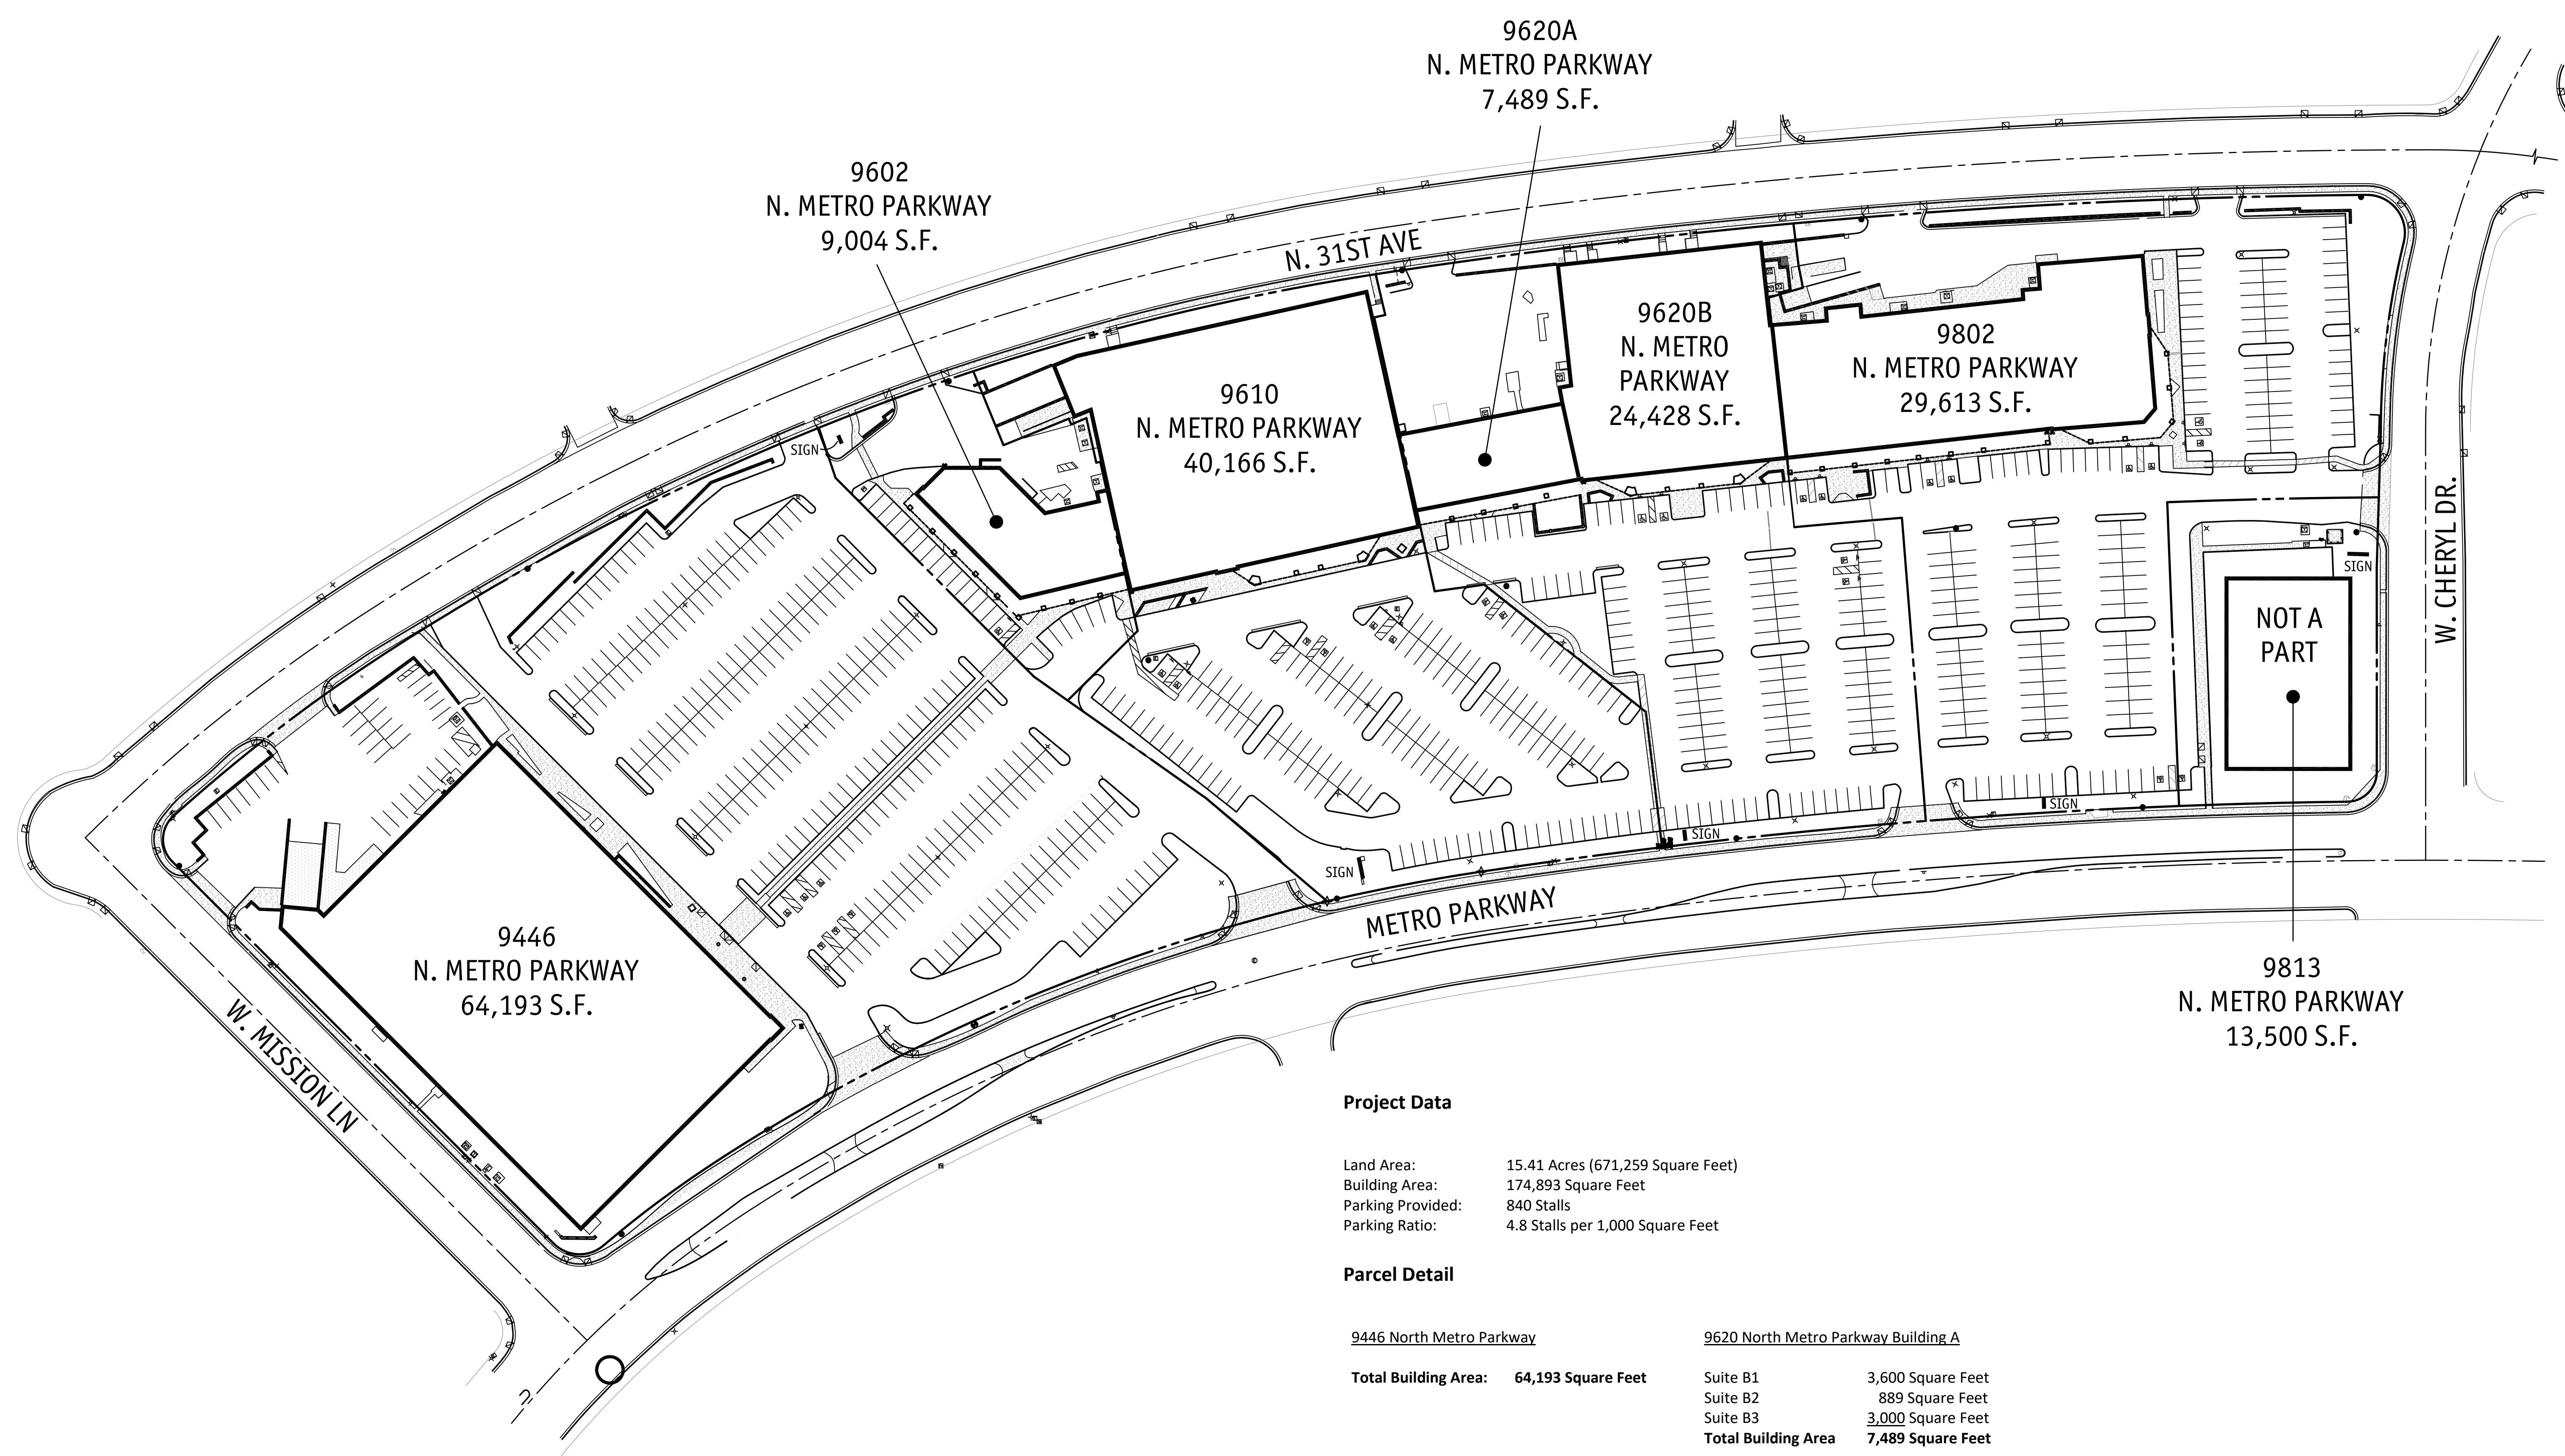 9620A
N. METRO PARKWAY
7,489 S.F.
9602
N. METRO PARKWAY
9,004 S.F.
N. 31ST AVE
9620B
N. METRO
PARKWAY
24,428 S.F.
9802
N. METRO PARKWAY
29,613 S.F.
9610
N. METRO PARKWAY
40,166 S.F.
SIGN
W. CHERYL DR.
SIGN
NOT A
PART
SIGN
SIGN
SIGN
METRO PARKWAY
9446
N. METRO PARKWAY
64,193 S.F.
W. MISSION LN
9813
N. METRO PARKWAY
13,500 S.F.
Project Data
Land Area: 15.41 Acres (671,259 Square Feet)
Building Area: 174,893 Square Feet
Parking Provided: 840 Stalls
Parking Ratio: 4.8 Stalls per 1,000 Square Feet
Parcel Detail
9446 North Metro Parkway
Total Building Area: 64,193 Square Feet
9620 North Metro Parkway Building A
Suite B1 3,600 Square Feet
Suite B2 889 Square Feet
Suite B3 3,000 Square Feet
Total Building Area 7,489 Square Feet